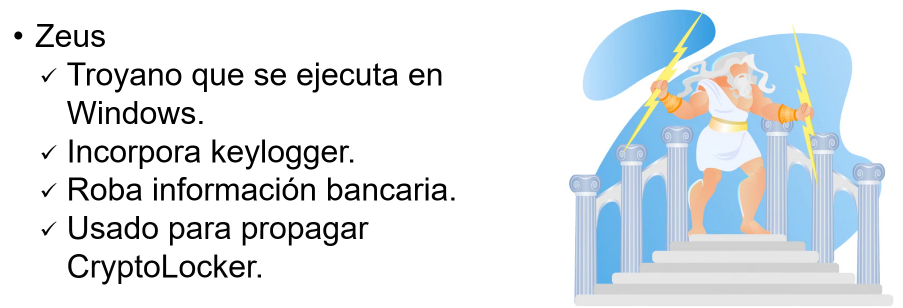 • Zeus
✓ Troyano que se ejecuta en
Windows.
✓ Incorpora keylogger.
✓ Roba información bancaria.
✓ Usado para propagar
CryptoLocker.